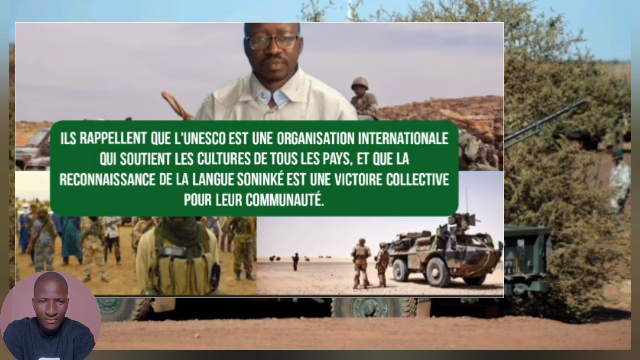 ILS RAPPELLENT QUE L'UNESCO EST UNE ORGANISATION INTERNATIONALE
QUI SOUTIENT LES CULTURES DE TOUS LES PAYS, ET QUE LA
RECONNAISSANCE DE LA LANGUE SONINKÉ EST UNE VICTOIRE COLLECTIVE
POUR LEUR COMMUNAUTÉ.